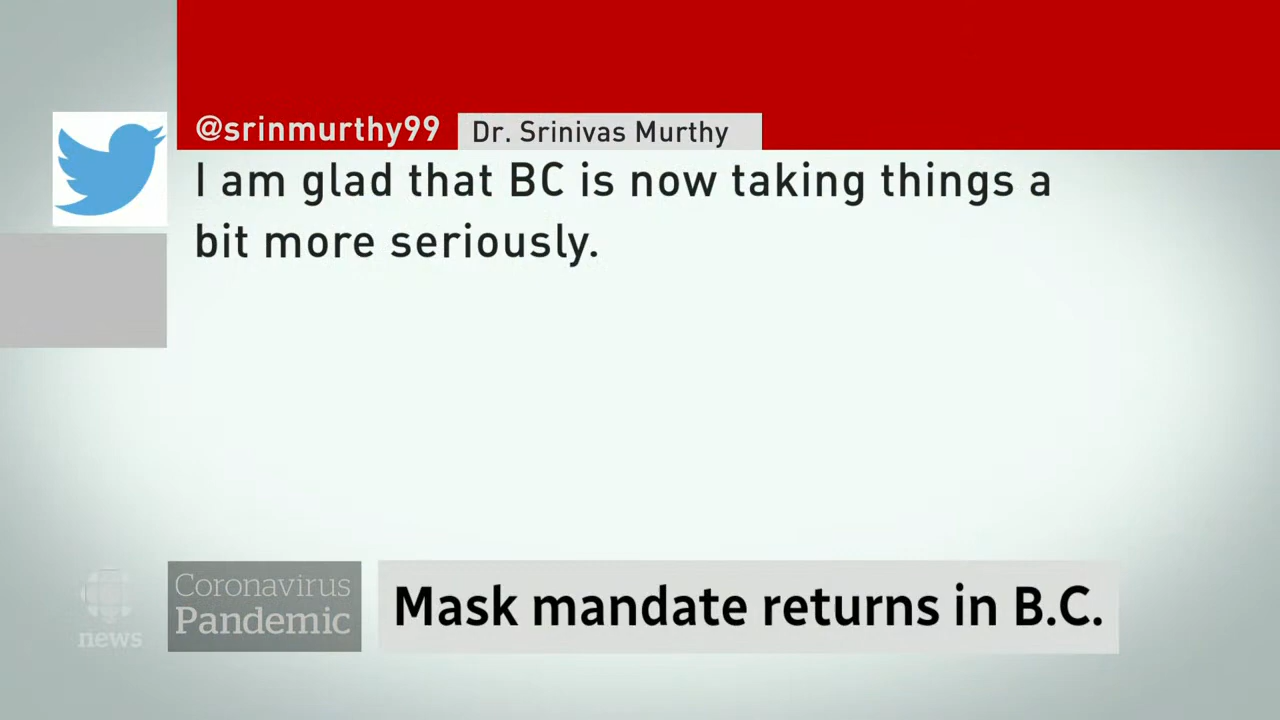 @srinmurthy99 Dr. Srinivas Murthy
I am glad that BC is now taking things a
bit more seriously.
Coronavirus
Pandemic
Mask mandate returns in B.C.
news